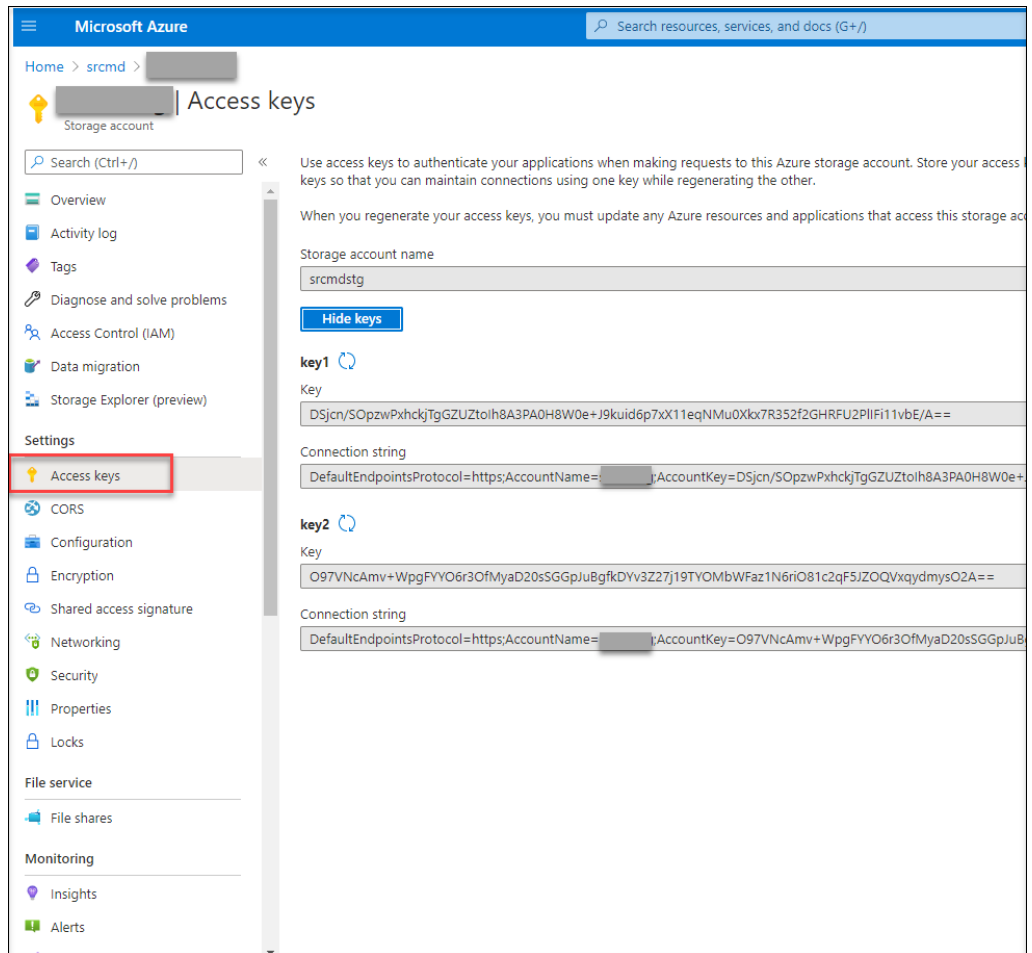 Microsoft Azure
Search resources, services, and docs (G+/)
Home > srcmd >
| Access keys
Storage account
Search (Ctrl+/)
«
Overview
Activity log
Tags
Diagnose and solve problems
Access Control (IAM)
Data migration
Storage Explorer (preview)
Settings
Access keys
CORS
Configuration
Encryption
Shared access signature
Networking
Security
Properties
Locks
File service
File shares
Monitoring
Insights
Alerts
Use access keys to authenticate your applications when making requests to this Azure storage account. Store your access
keys so that you can maintain connections using one key while regenerating the other.
When you regenerate your access keys, you must update any Azure resources and applications that access this storage
Storage account name
srcmdstg
Hide keys
key1
Key
DSjcn/SOpzwPxhckjTgGZUZtoIh8A3PA0H8W0e+J9kuid6p7xX11eqNMu0Xkx7R352f2GHRFU2PlIFi11vbE/A==
Connection string
DefaultEndpointsProtocol=https;AccountName= ;AccountKey=DSjcn/SOpzwPxhckjTgGZUZtoIh8A3PA0H8W0e+
key2
Key
O97VNcAmv+WpgFYYO6r3OfMyaD20sSGGpJuBgfkDYv3Z27j19TYOMbWFaz1N6riO81c2qF5JZOQVxqydmysO2A==
Connection string
DefaultEndpointsProtocol=https;AccountName= ;AccountKey=O97VNcAmv+WpgFYYO6r3OfMyaD20sSGGpJuB